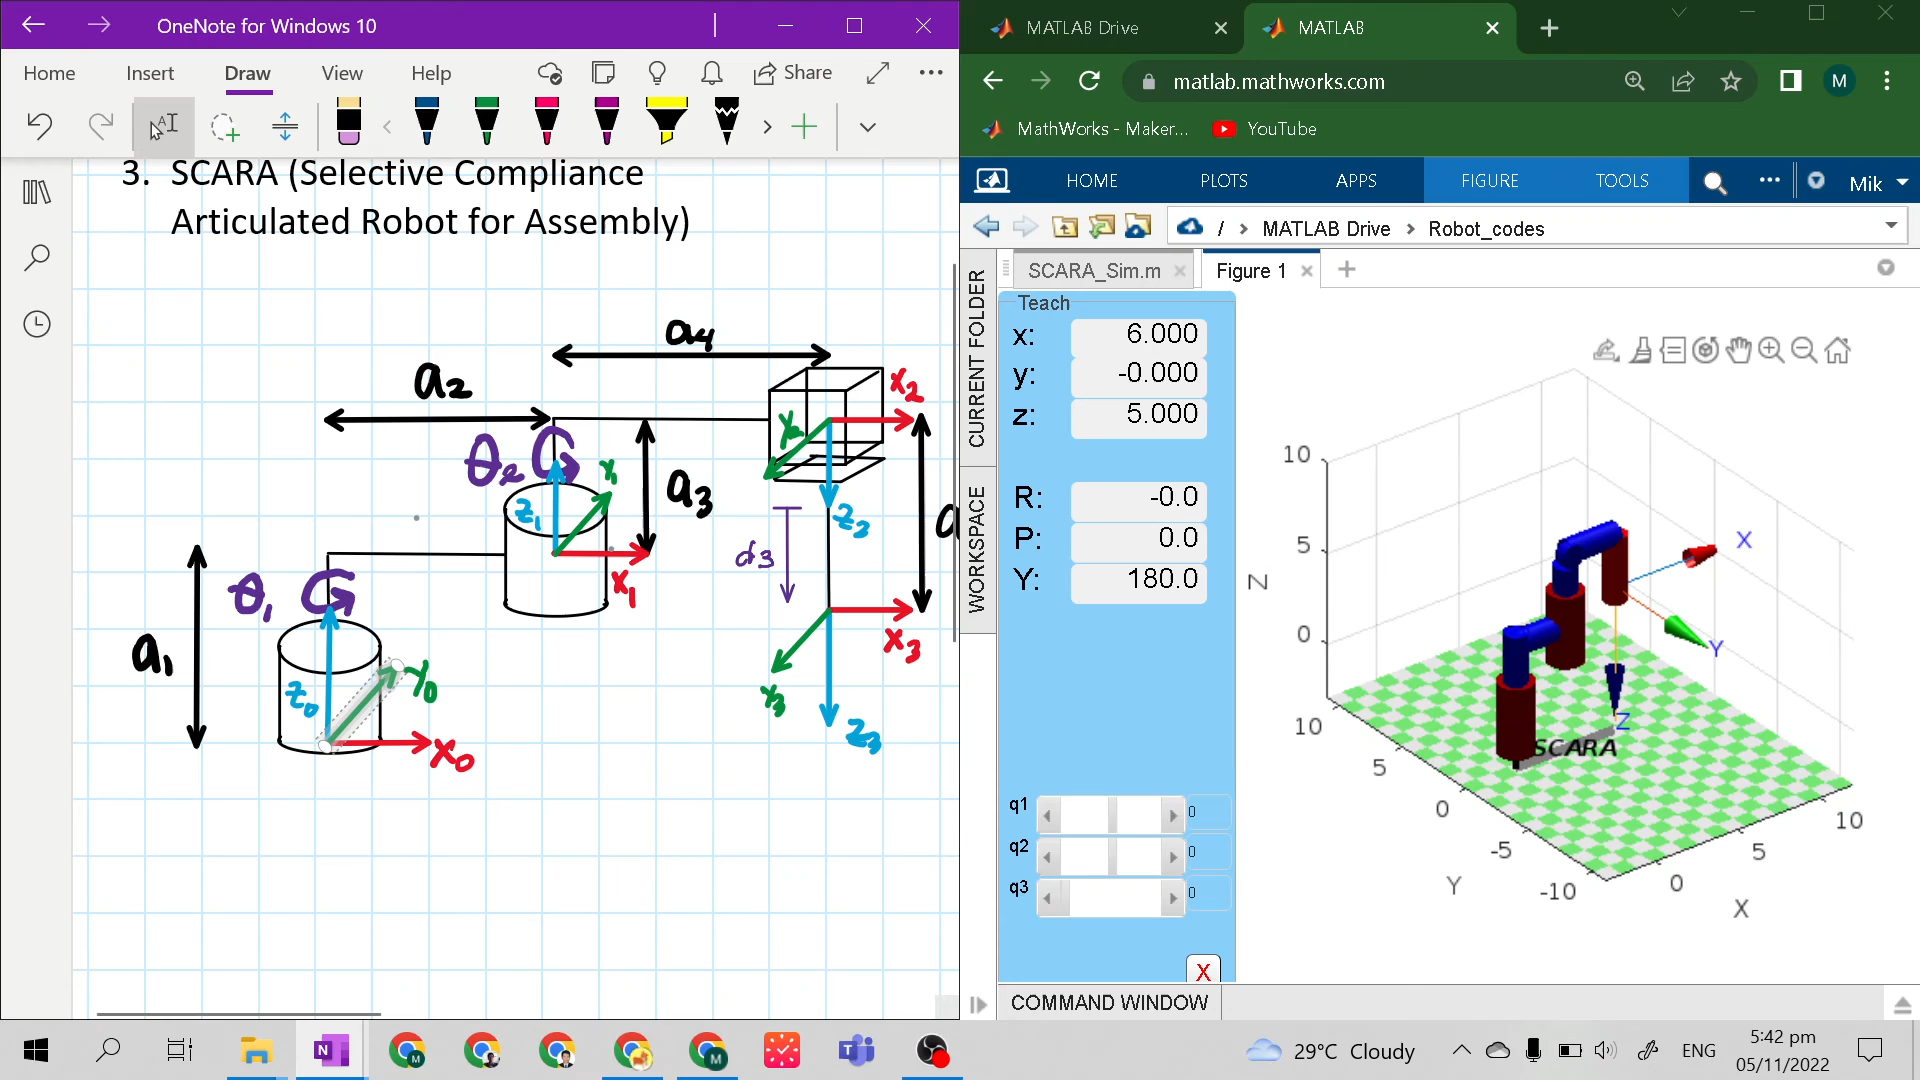 OneNote for Windows 10
Home Insert Draw View Help Share
3. SCARA (Selective Compliance
Articulated Robot for Assembly)
a4
a2
x2
y2
θ2
y1
z1
a3
z2
d3
x1
θ1
a1
x3
y0
z0
y3
z3
x0
MATLAB Drive MATLAB
matlab.mathworks.com M
MathWorks - Maker... YouTube
HOME PLOTS APPS FIGURE TOOLS Mik
/ MATLAB Drive Robot_codes
CURRENT FOLDER
WORKSPACE
SCARA_Sim.m Figure 1
Teach
x: 6.000
y: -0.000
z: 5.000
R: -0.0
P: 0.0
Y: 180.0
q1 0
q2 0
q3 0
X
10
5
0
Z
10
5
0
-5
-10
Y
0
5
10
X
X
Y
Z
SCARA
COMMAND WINDOW
29°C Cloudy ENG 5:42 pm
05/11/2022